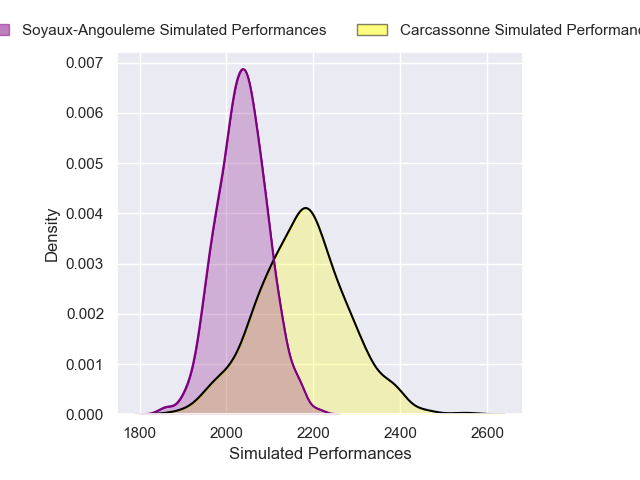 Soyaux-Angouleme Simulated Performances
Carcassonne Simulated
0.007
0.006
0.005
0.004
0.003
0.002
0.001
0.000
Density
1800 2000 2200 2400 2600
Simulated Performances